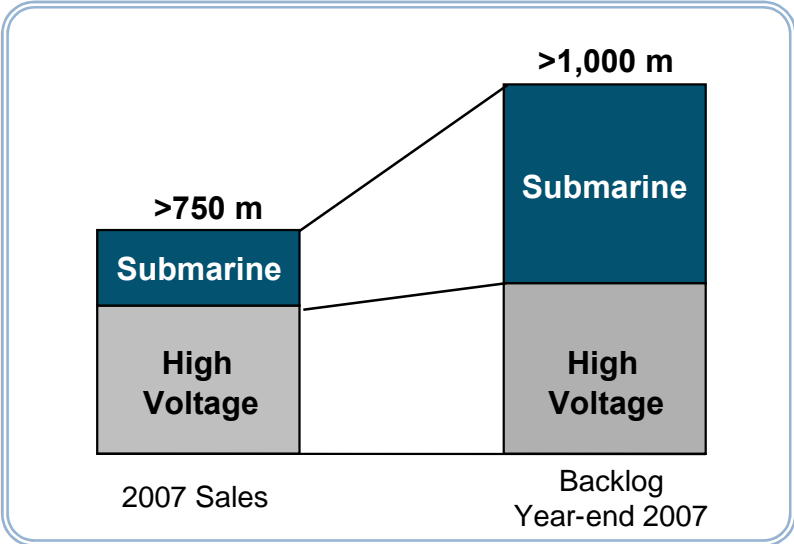 >1,000 m
Submarine
>750 m
Submarine
High
Voltage
High
Voltage
2007 Sales
Backlog
Year-end 2007